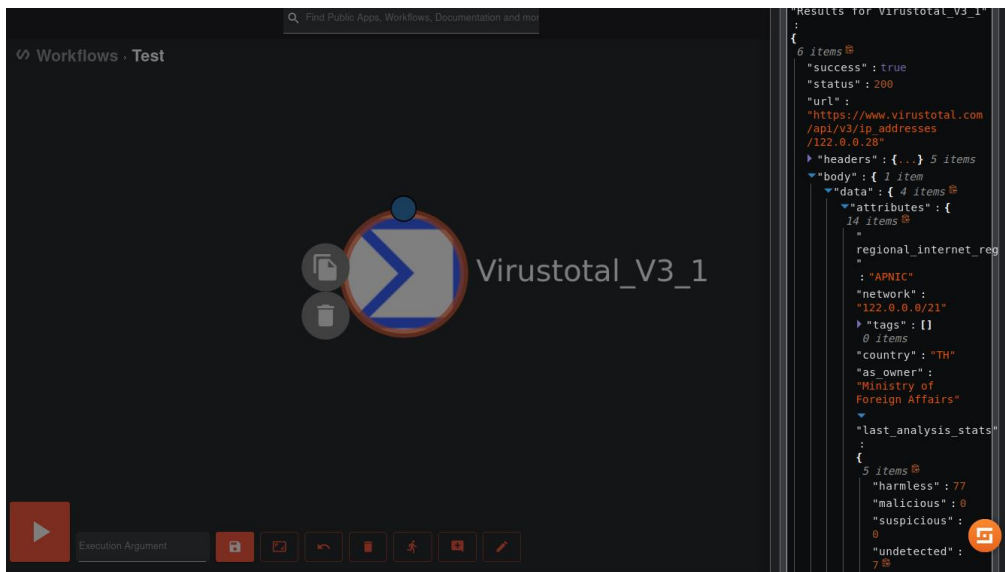 Find Public Apps, Workflows, Documentation and mor
Workflows › Test
Virustotal_V3_1
Execution Argument
"Results for Virustotal_V3_1"
:
{
6 items
"success" : true
"status" : 200
"url" :
"https://www.virustotal.com
/api/v3/ip_addresses
/122.0.0.28"
"headers" : {...} 5 items
"body" : { 1 item
"data" : { 4 items
"attributes" : {
14 items
"
regional_internet_reg
"
: "APNIC"
"network" :
"122.0.0.0/21"
"tags" : []
0 items
"country" : "TH"
"as_owner" :
"Ministry of
Foreign Affairs"
"last_analysis_stats"
:
{
5 items
"harmless" : 77
"malicious" : 0
"suspicious" :
0
"undetected" :
7